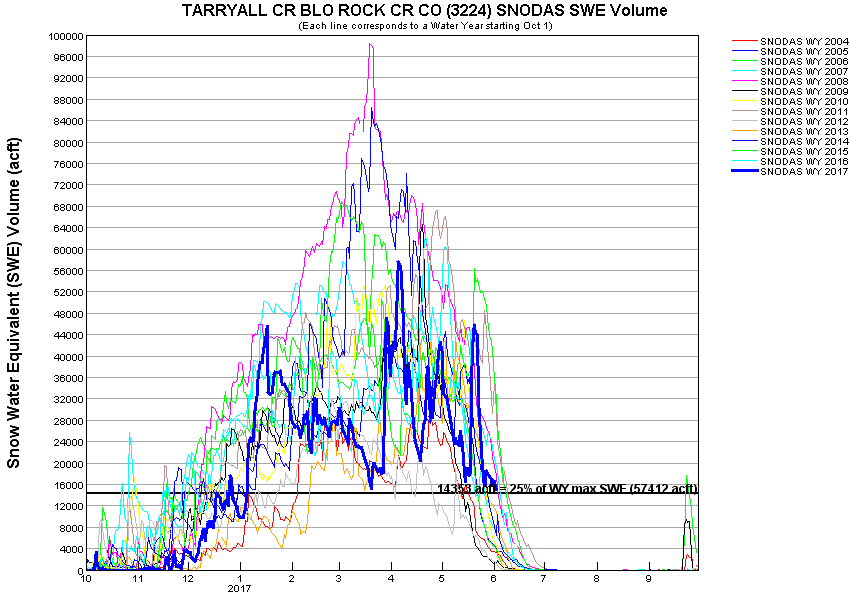 TARRYALL CR BLO ROCK CR CO (3224) SNODAS SWE Volume
(Each line corresponds to a Water Year starting Oct 1)
Snow Water Equivalent (SWE) Volume (acft)
100000
96000
92000
88000
84000
80000
76000
72000
68000
64000
60000
56000
52000
48000
44000
40000
36000
32000
28000
24000
20000
16000
12000
8000
4000
0
14353 acft = 25% of WY max SWE (57412 acft)
10 11 12 1 2 3 4 5 6 7 8 9
2017
SNODAS WY 2004
SNODAS WY 2005
SNODAS WY 2006
SNODAS WY 2007
SNODAS WY 2008
SNODAS WY 2009
SNODAS WY 2010
SNODAS WY 2011
SNODAS WY 2012
SNODAS WY 2013
SNODAS WY 2014
SNODAS WY 2015
SNODAS WY 2016
SNODAS WY 2017